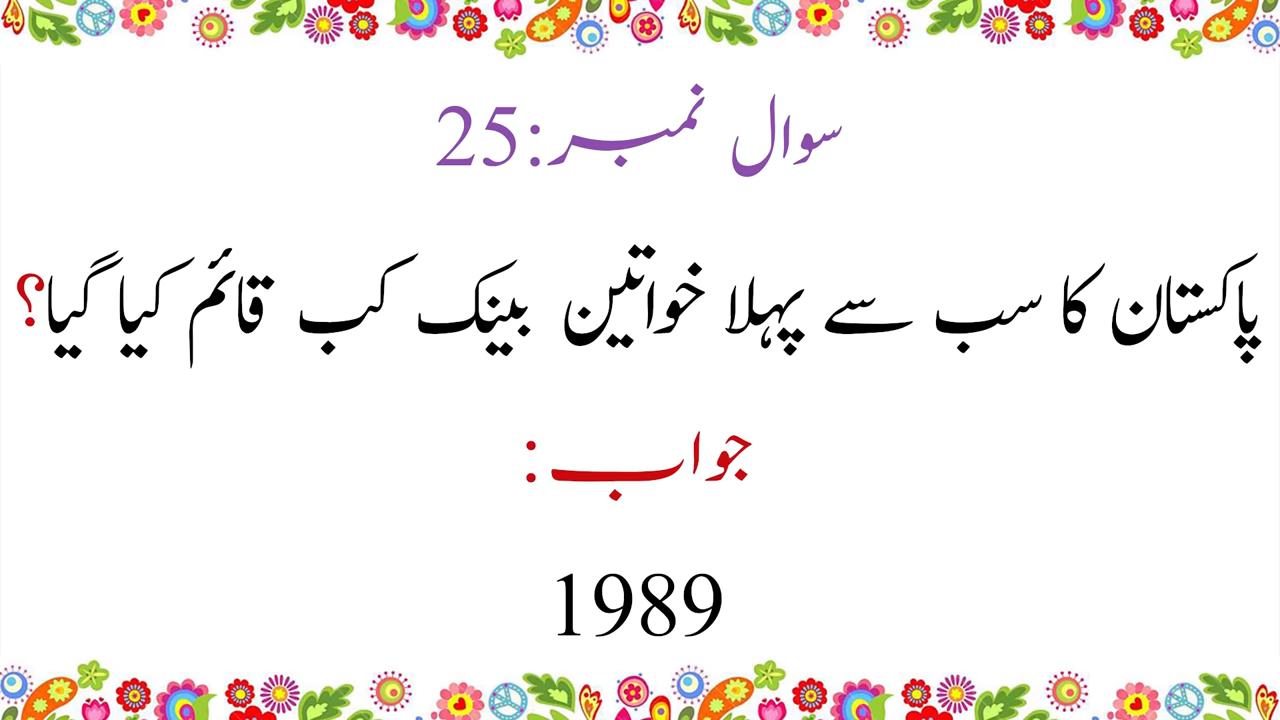 سوال نمبر:25
پاکستان کا سب سے پہلا خواتین بینک کب قائم کیا گیا؟
جواب:
1989